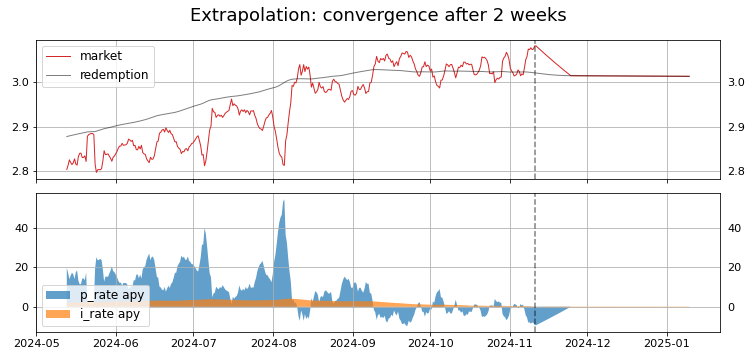 Extrapolation: convergence after 2 weeks
market
redemption
3.0 3.0
2.9 2.9
2.8 2.8
40 40
20 20
0 0
p_rate apy
i_rate apy
2024-05 2024-06 2024-07 2024-08 2024-09 2024-10 2024-11 2024-12 2025-01